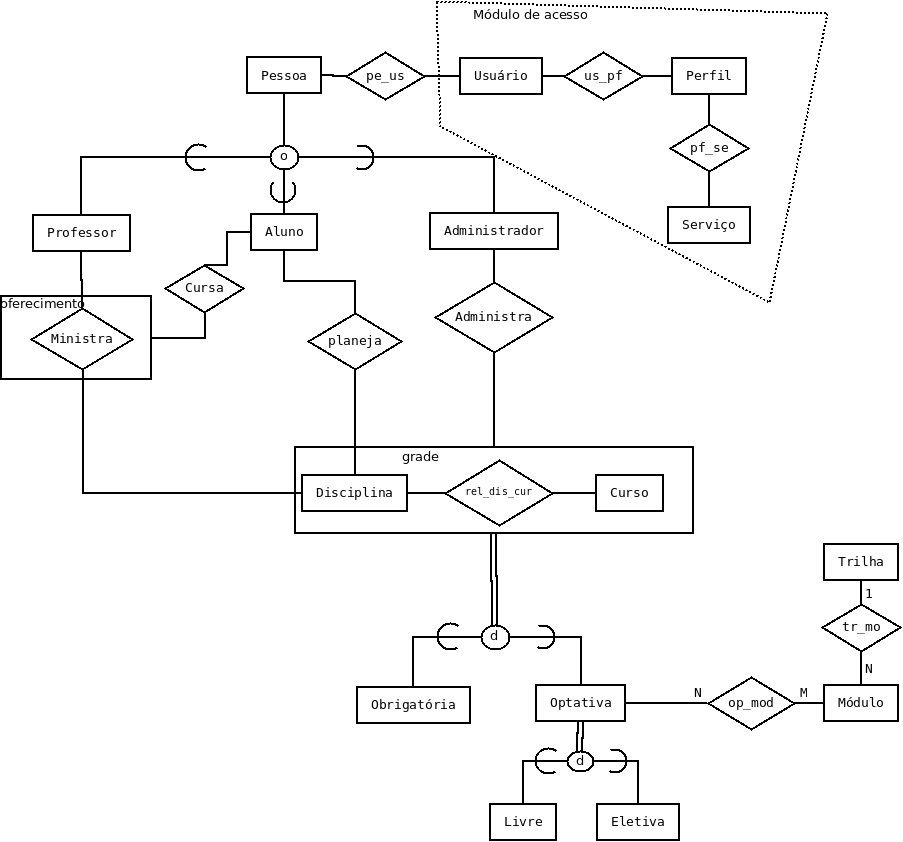 Módulo de acesso
Pessoa
pe_us
Usuário
us_pf
Perfil
pf_se
o
Professor
Aluno
Administrador
Serviço
Cursa
oferecimento
Ministra
planeja
Administra
grade
Disciplina
rel_dis_cur
Curso
Trilha
1
tr_mo
d
N
Obrigatória
Optativa
N
op_mod
M
Módulo
d
Livre
Eletiva